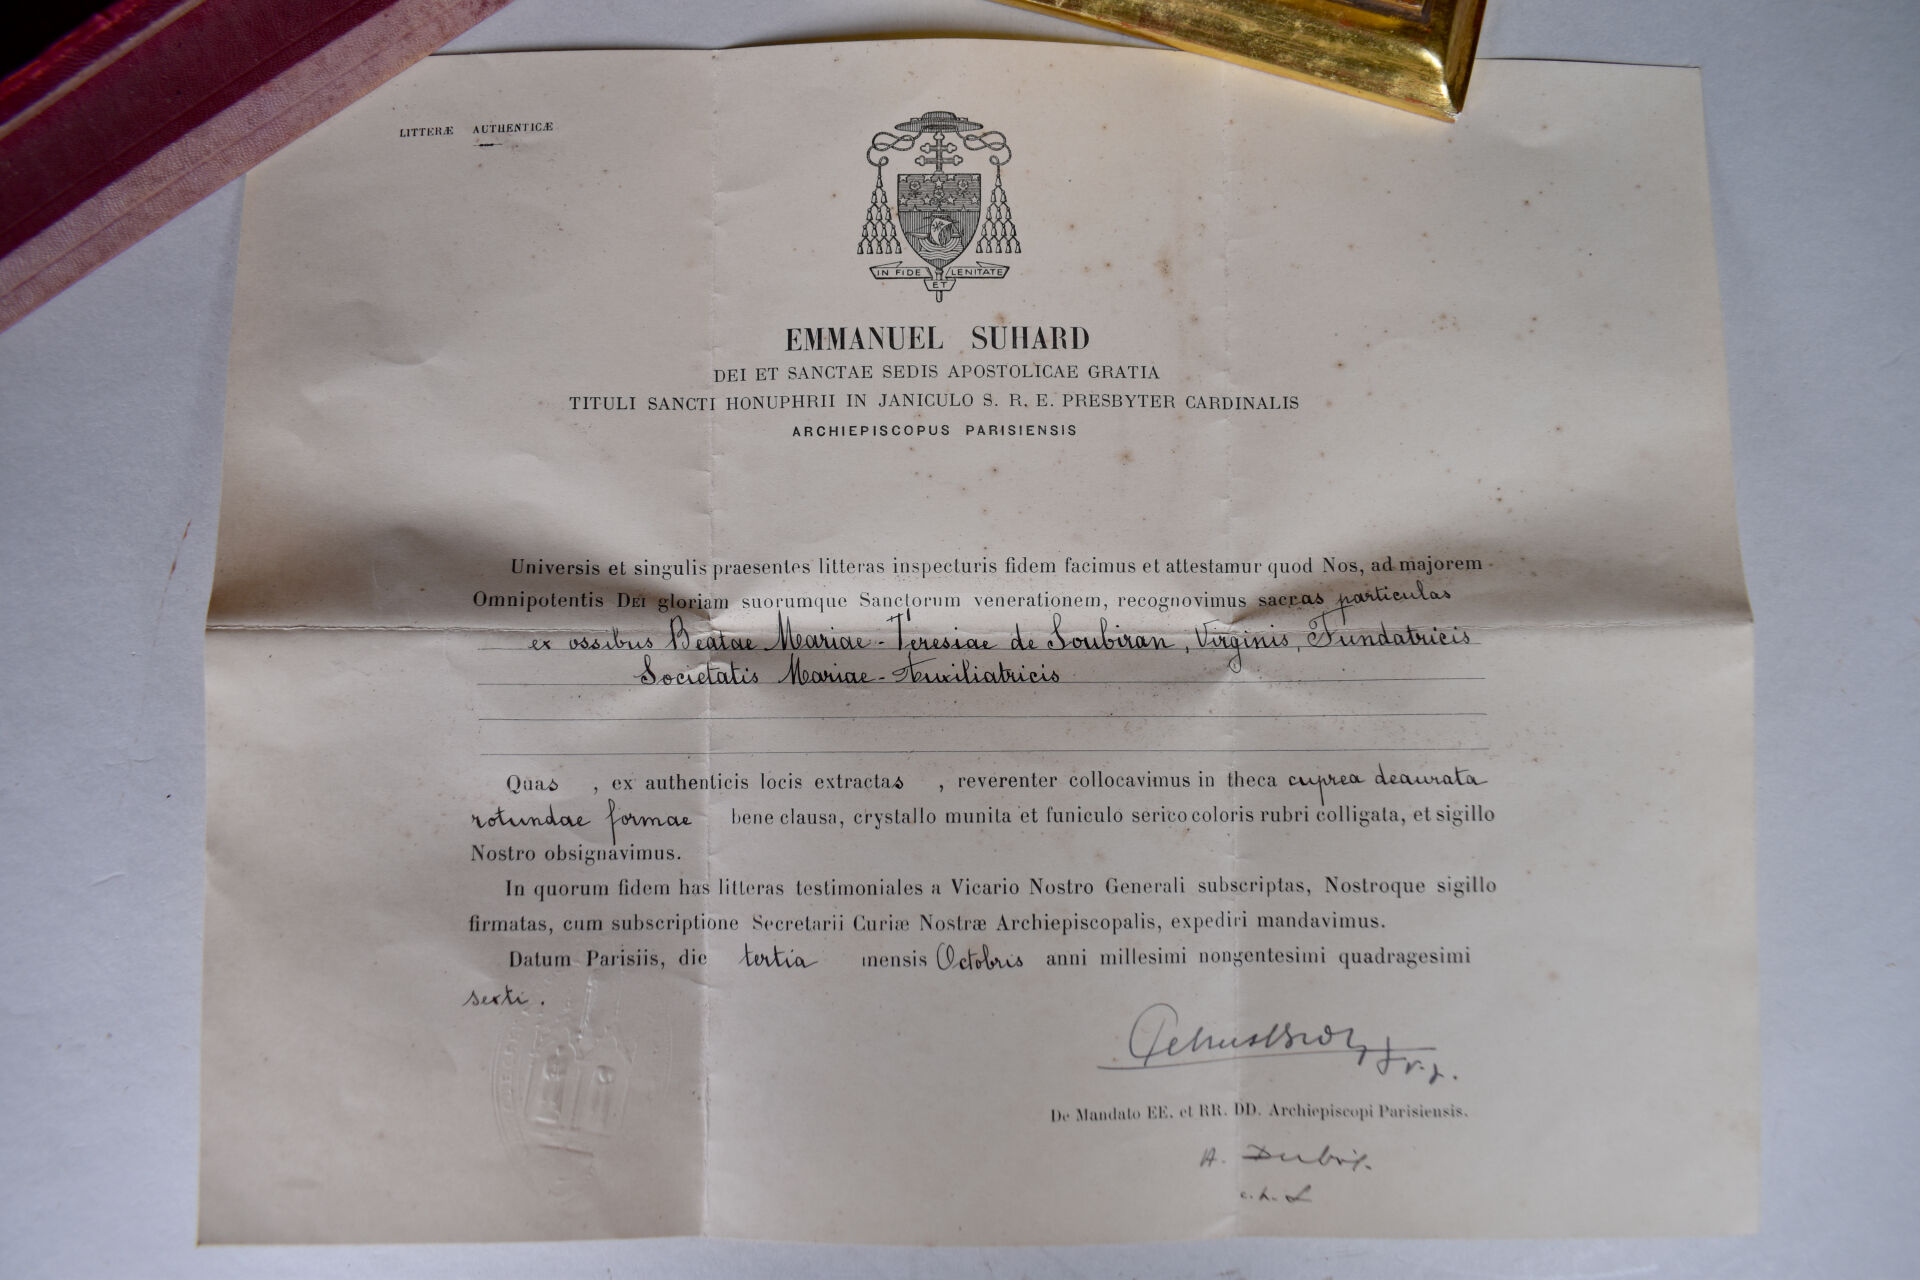 LITTERÆ AUTHENTICÆ
IN FIDE ET LENITATE
EMMANUEL SUHARD
DEI ET SANCTAE SEDIS APOSTOLICAE GRATIA
TITULI SANCTI HONUPHRII IN JANICULO S. R. E. PRESBYTER CARDINALIS
ARCHIEPISCOPUS PARISIENSIS
Universis et singulis praesentes litteras inspecturis fidem facimus et attestamur quod Nos, ad majorem
Omnipotentis DEI gloriam suorumque Sanctorum venerationem, recognovimus sacras particulas
ex ossibus Beatae Mariae-Teresiae de Soubiran, Virginis, Fundatricis
Societatis Mariae-Auxiliatricis
Quas , ex authenticis locis extractas , reverenter collocavimus in theca cuprea deaurata
rotundae formae bene clausa, crystallo munita et funiculo serico coloris rubri colligata, et sigillo
Nostro obsignavimus.
In quorum fidem has litteras testimoniales a Vicario Nostro Generali subscriptas, Nostroque sigillo
firmatas, cum subscriptione Secretarii Curiæ Nostræ Archiepiscopalis, expediri mandavimus.
Datum Parisiis, die tertia mensis Octobris anni millesimi nongentesimi quadragesimi
sexti.
v.g.
De Mandato EE. et RR. DD. Archiepiscopi Parisiensis.